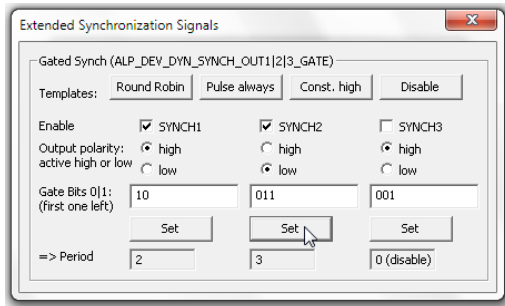 Extended Synchronization Signals
Gated Synch (ALP_DEV_DYN_SYNCH_OUT1|2|3_GATE)
Templates: Round Robin Pulse always Const. high Disable
Enable SYNCH1 SYNCH2 SYNCH3
Output polarity: high high high
active high or low low low low
Gate Bits 0|1: 10 011 001
(first one left)
Set Set Set
=> Period 2 3 0 (disable)